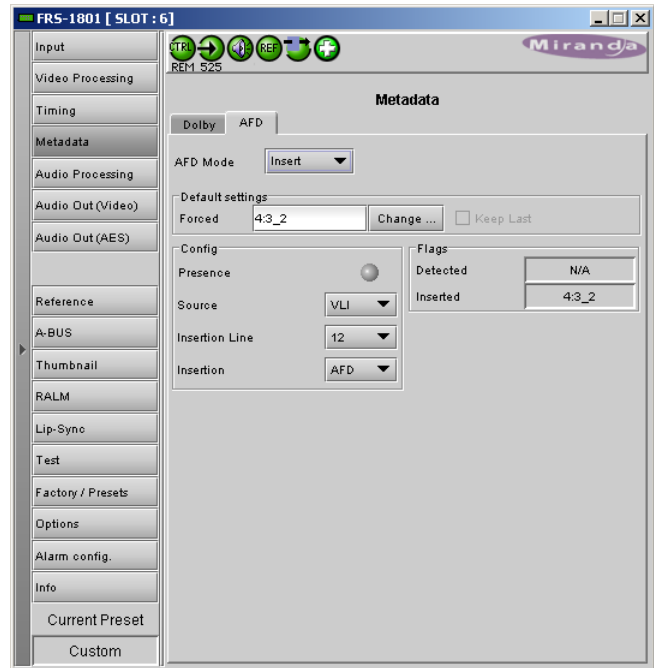 FRS-1801 [ SLOT : 6]
Input
Video Processing
Timing
Metadata
Audio Processing
Audio Out (Video)
Audio Out (AES)
Reference
A-BUS
Thumbnail
RALM
Lip-Sync
Test
Factory / Presets
Options
Alarm config.
Info
Current Preset
Custom
CTRL
REF
REM 525
Miranda
Metadata
Dolby AFD
AFD Mode Insert
Default settings
Forced 4:3_2 Change ... Keep Last
Config
Presence
Source VLI
Insertion Line 12
Insertion AFD
Flags
Detected N/A
Inserted 4:3_2